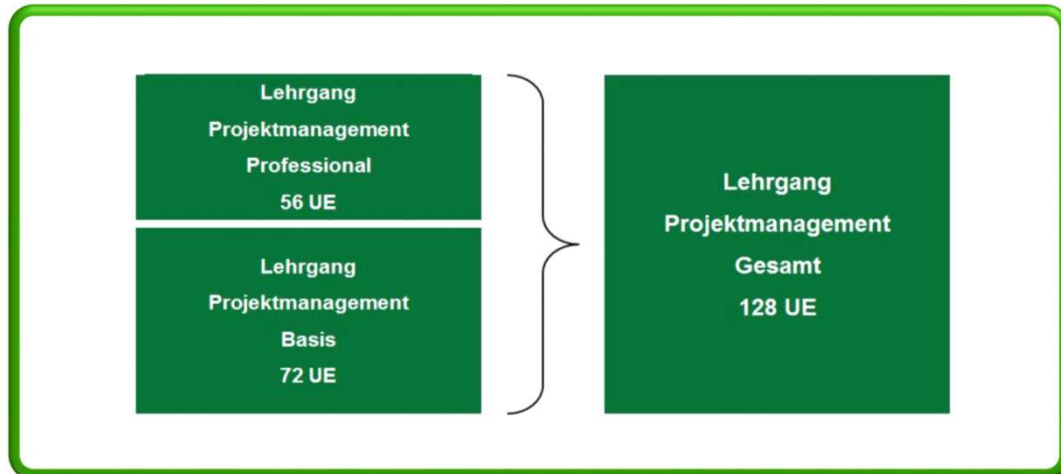 Lehrgang
Projektmanagement
Professional
56 UE
Lehrgang
Projektmanagement
Basis
72 UE
Lehrgang
Projektmanagement
Gesamt
128 UE